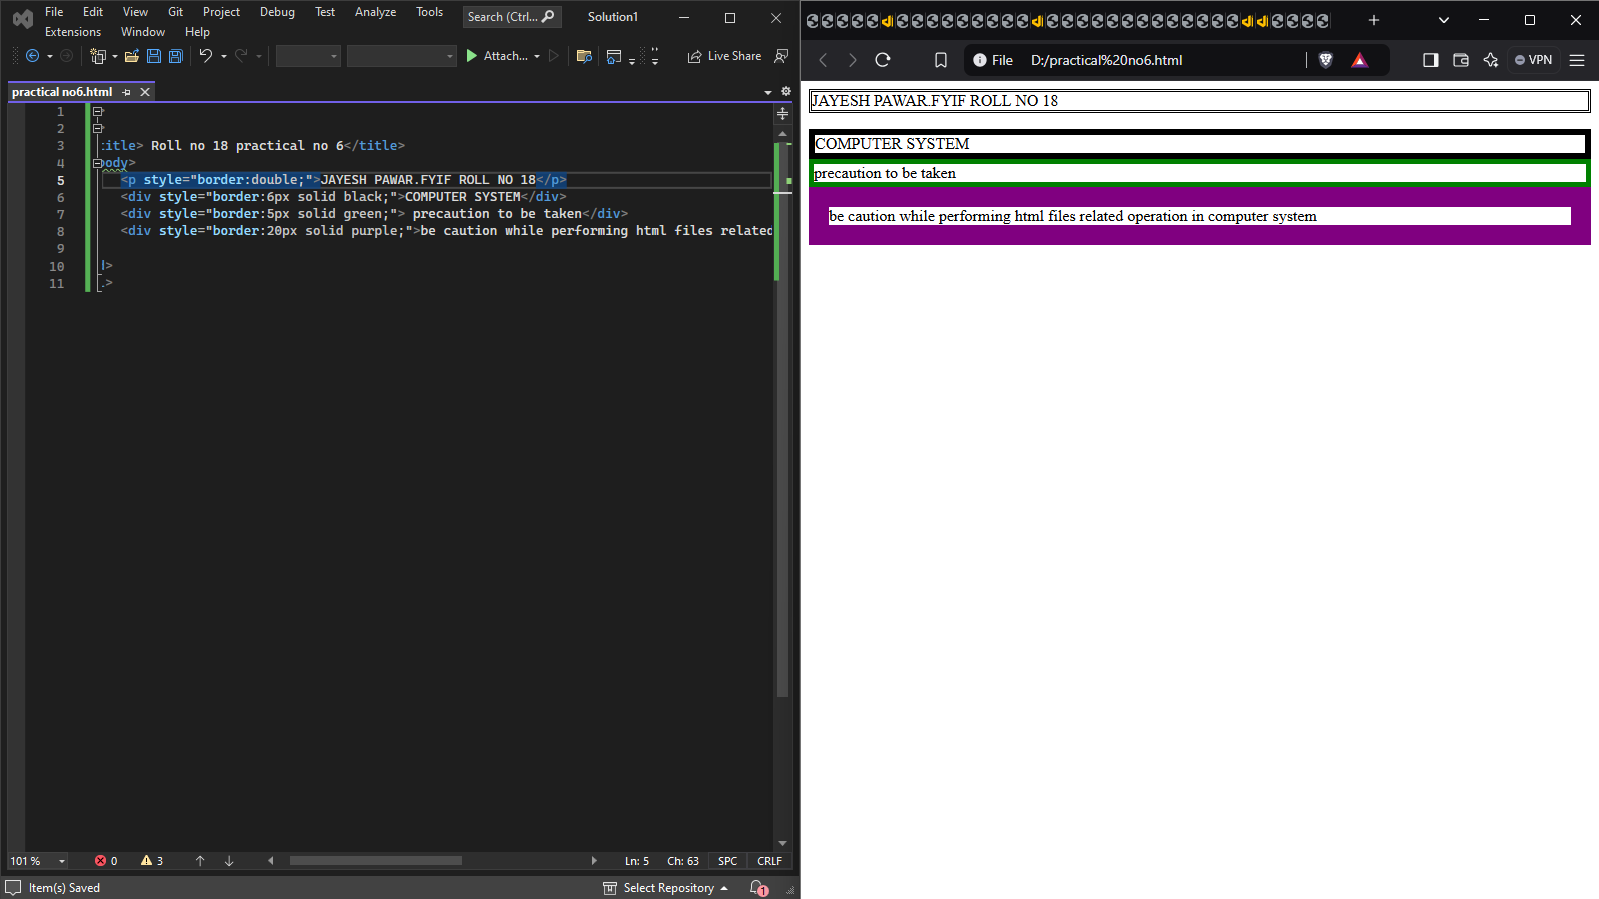 File Edit View Git Project Debug Test Analyze Tools Search (Ctrl... Solution1
Extensions Window Help
Attach... Live Share
practical no6.html
1
2
3 title> Roll no 18 practical no 6</title>
4 body>
5 <p style="border:double;">JAYESH PAWAR.FYIF ROLL NO 18</p>
6 <div style="border:6px solid black;">COMPUTER SYSTEM</div>
7 <div style="border:5px solid green;"> precaution to be taken</div>
8 <div style="border:20px solid purple;">be caution while performing html files related
9
10 >
11 .>
101 % 0 3 Ln: 5 Ch: 63 SPC CRLF
Item(s) Saved Select Repository 1
File D:/practical%20no6.html VPN
JAYESH PAWAR.FYIF ROLL NO 18
COMPUTER SYSTEM
precaution to be taken
be caution while performing html files related operation in computer system